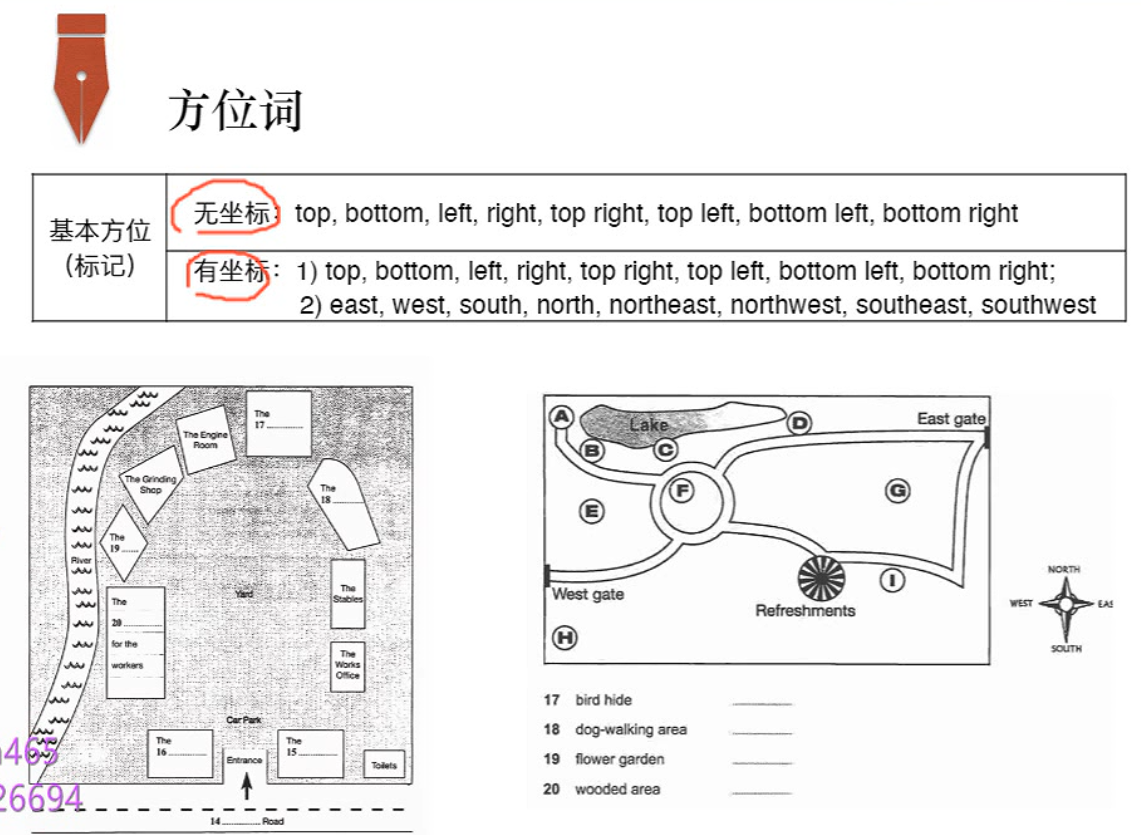 方位词
基本方位
（标记）
无坐标：top, bottom, left, right, top right, top left, bottom left, bottom right
有坐标：1) top, bottom, left, right, top right, top left, bottom left, bottom right;
2) east, west, south, north, northeast, northwest, southeast, southwest
The
17
The Engine
Room
The Grinding
Shop
The
18
The
19
River
The
20
for the
workers
Yard
The
Stables
The
Works
Office
Car Park
The
16
Entrance
The
15
Toilets
14 Road
465
26694
A
Lake
D
East gate
B
C
F
G
E
West gate
Refreshments
I
H
NORTH
WEST
EAS
SOUTH
17 bird hide
18 dog-walking area
19 flower garden
20 wooded area